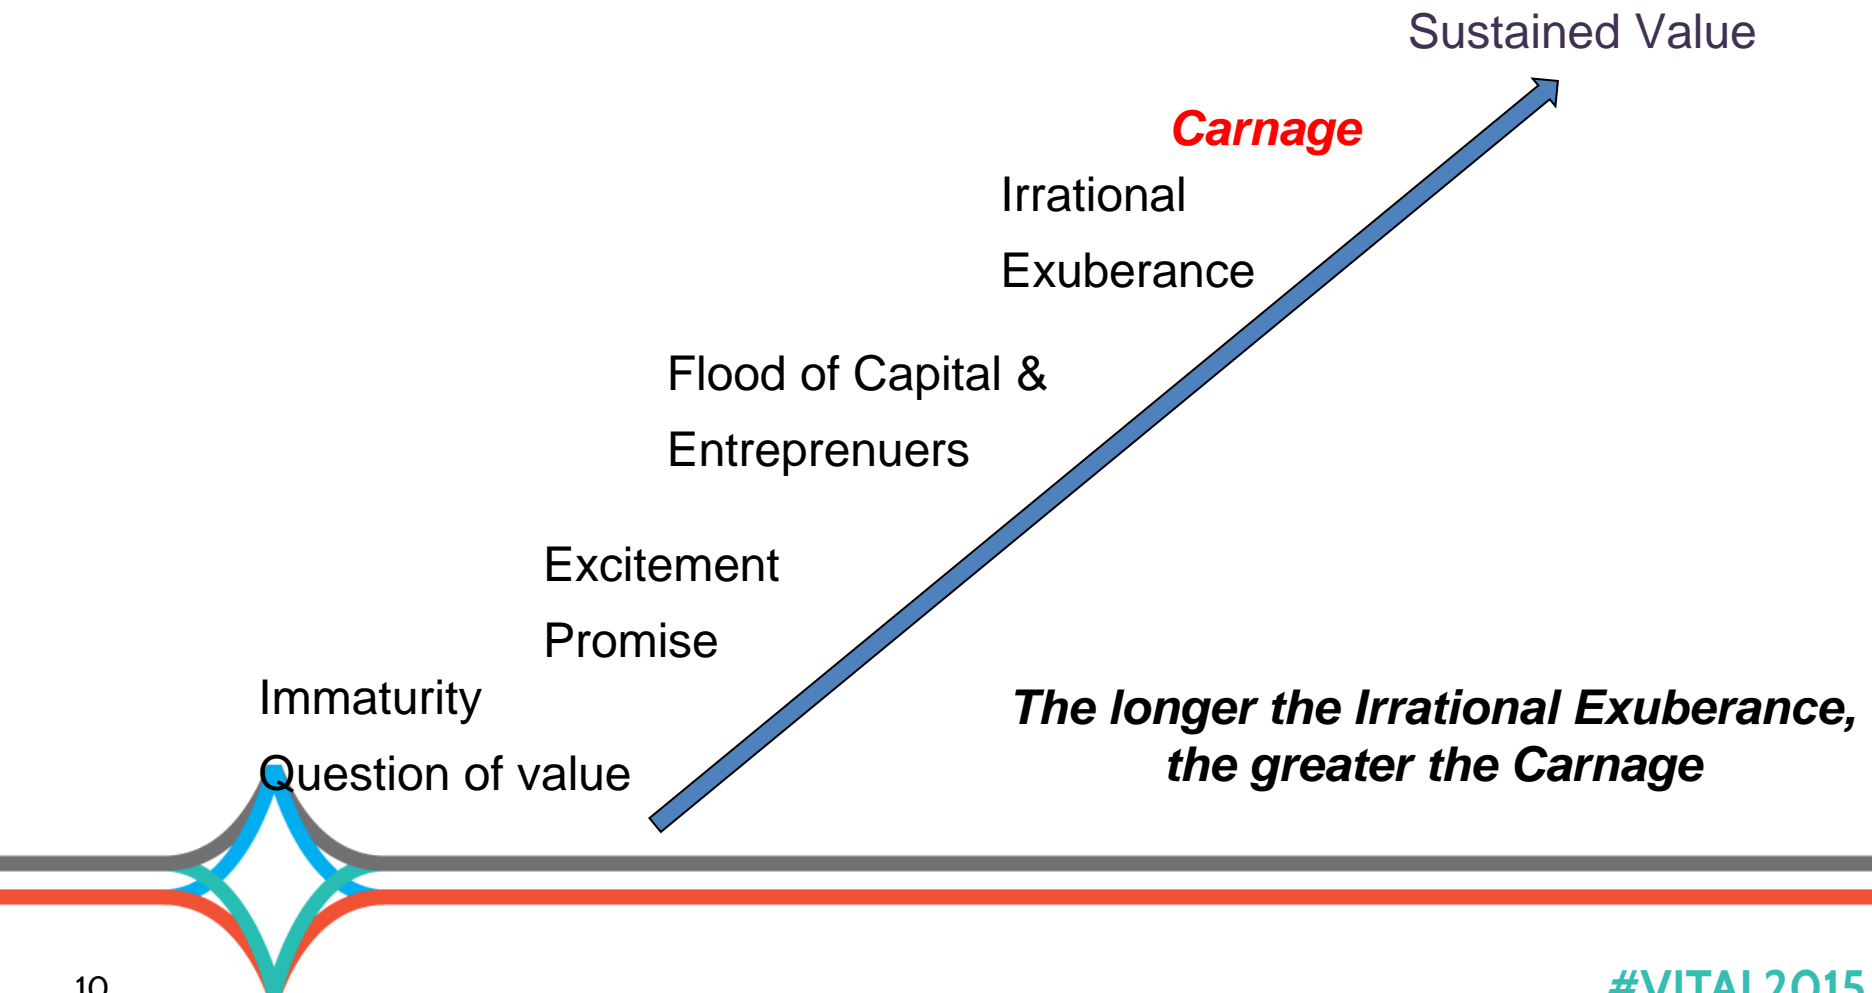 Sustained Value
Carnage
Irrational
Exuberance
Flood of Capital &
Entreprenuers
Excitement
Promise
Immaturity
Question of value
The longer the Irrational Exuberance,
the greater the Carnage
10
#VITAL2015